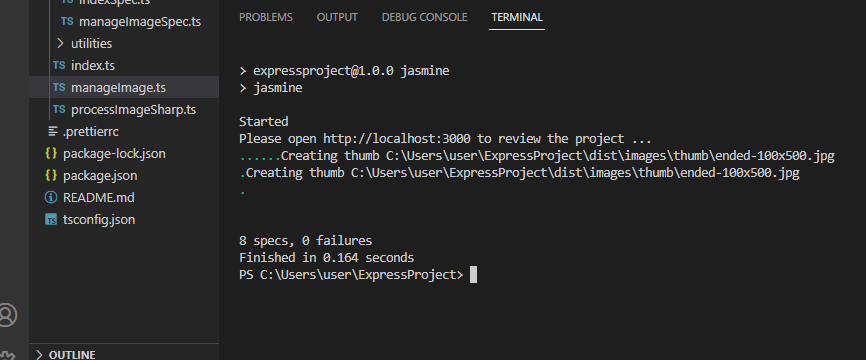 indexSpec.ts
TS manageImageSpec.ts
utilities
TS index.ts
TS manageImage.ts
TS processImageSharp.ts
.prettierrc
{} package-lock.json
{} package.json
README.md
TS tsconfig.json
OUTLINE
PROBLEMS OUTPUT DEBUG CONSOLE TERMINAL
> expressproject@1.0.0 jasmine
> jasmine
Started
Please open http://localhost:3000 to review the project ...
......Creating thumb C:\Users\user\ExpressProject\dist\images\thumb\ended-100x500.jpg
.Creating thumb C:\Users\user\ExpressProject\dist\images\thumb\ended-100x500.jpg
.
8 specs, 0 failures
Finished in 0.164 seconds
PS C:\Users\user\ExpressProject>